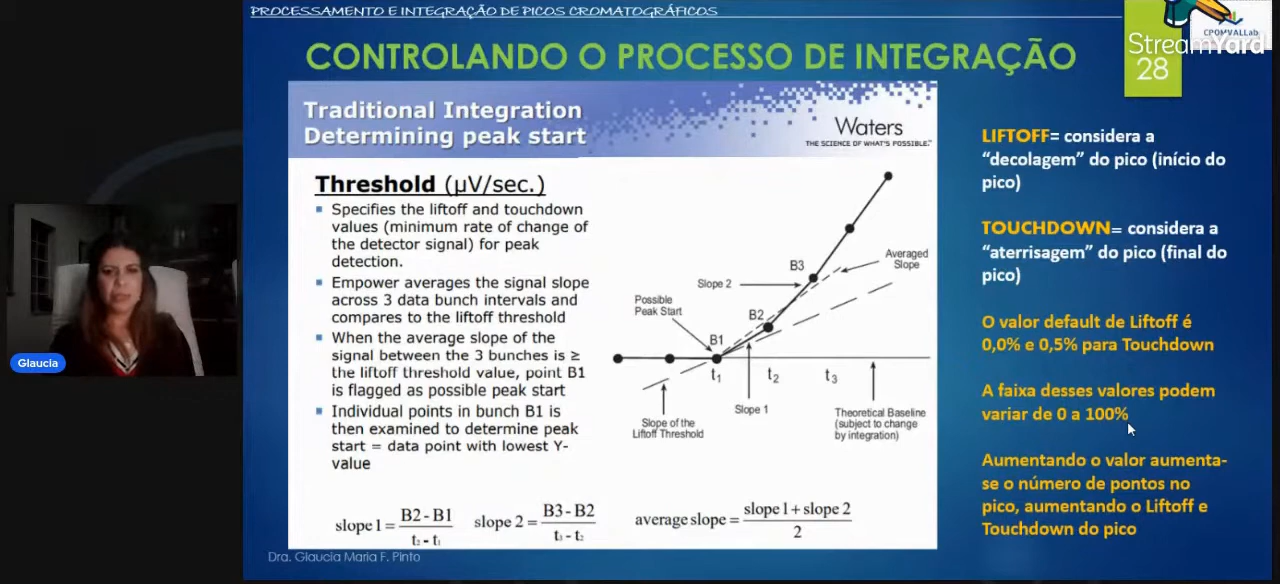 PROCESSAMENTO E INTEGRAÇÃO DE PICOS CROMATOGRÁFICOS
CONTROLANDO O PROCESSO DE INTEGRAÇÃO
CPQMVALLab
StreamYard
28
Traditional Integration
Determining peak start
Waters
THE SCIENCE OF WHAT'S POSSIBLE.
Threshold (µV/sec.)
Specifies the liftoff and touchdown
values (minimum rate of change of
the detector signal) for peak
detection.
Empower averages the signal slope
across 3 data bunch intervals and
compares to the liftoff threshold
When the average slope of the
signal between the 3 bunches is ≥
the liftoff threshold value, point B1
is flagged as possible peak start
Individual points in bunch B1 is
then examined to determine peak
start = data point with lowest Y-
value
Possible
Peak Start
Slope 2
B3
Averaged
Slope
B2
B1
t₁
t₂
t₃
Slope of the
Liftoff Threshold
Slope 1
Theoretical Baseline
(subject to change
by integration)
slope 1 = B2 - B1 / t₂ - t₁
slope 2 = B3 - B2 / t₃ - t₂
average slope = slope 1 + slope 2 / 2
LIFTOFF= considera a
“decolagem” do pico (início do
pico)
TOUCHDOWN= considera a
“aterrisagem” do pico (final do
pico)
O valor default de Liftoff é
0,0% e 0,5% para Touchdown
A faixa desses valores podem
variar de 0 a 100%
Aumentando o valor aumenta-
se o número de pontos no
pico, aumentando o Liftoff e
Touchdown do pico
Dra. Glaucia Maria F. Pinto
Glaucia